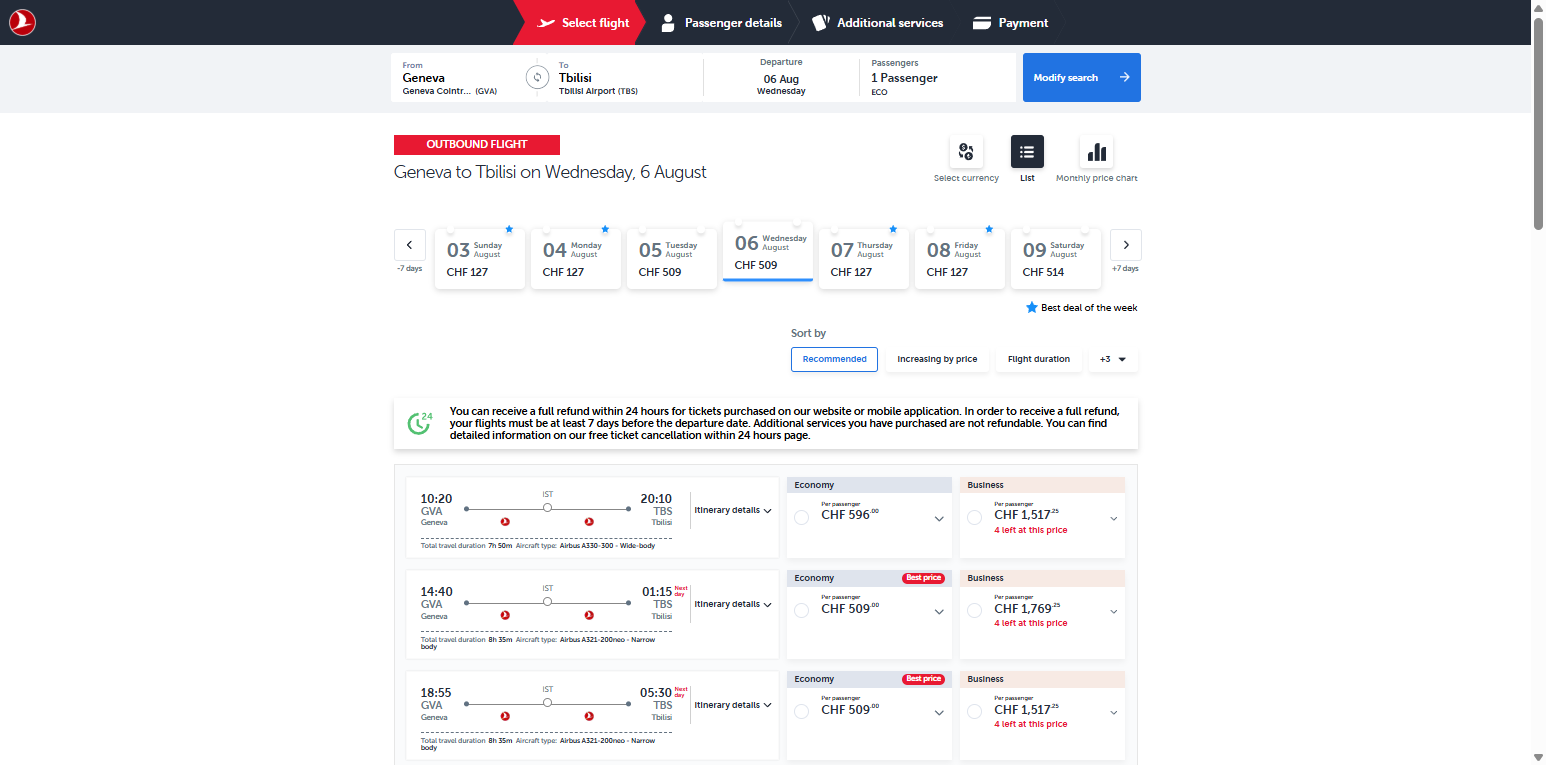 Select flight
Passenger details
Additional services
Payment
From
Geneva
Geneva Cointr... (GVA)
To
Tbilisi
Tbilisi Airport (TBS)
Departure
06 Aug
Wednesday
Passengers
1 Passenger
ECO
Modify search
OUTBOUND FLIGHT
Geneva to Tbilisi on Wednesday, 6 August
Select currency
List
Monthly price chart
-7 days
03 Sunday August
CHF 127
04 Monday August
CHF 127
05 Tuesday August
CHF 509
06 Wednesday August
CHF 509
07 Thursday August
CHF 127
08 Friday August
CHF 127
09 Saturday August
CHF 514
+7 days
Best deal of the week
Sort by
Recommended
Increasing by price
Flight duration
+3
24
You can receive a full refund within 24 hours for tickets purchased on our website or mobile application. In order to receive a full refund,
your flights must be at least 7 days before the departure date. Additional services you have purchased are not refundable. You can find
detailed information on our free ticket cancellation within 24 hours page.
10:20
GVA
Geneva
IST
20:10
TBS
Tbilisi
Itinerary details
Total travel duration 7h 50m Aircraft type: Airbus A330-300 - Wide-body
Economy
Per passenger
CHF 596.00
Business
Per passenger
CHF 1,517.25
4 left at this price
14:40
GVA
Geneva
IST
01:15 Next day
TBS
Tbilisi
Itinerary details
Total travel duration 8h 35m Aircraft type: Airbus A321-200neo - Narrow
body
Economy
Best price
Per passenger
CHF 509.00
Business
Per passenger
CHF 1,769.25
4 left at this price
18:55
GVA
Geneva
IST
05:30 Next day
TBS
Tbilisi
Itinerary details
Total travel duration 8h 35m Aircraft type: Airbus A321-200neo - Narrow
body
Economy
Best price
Per passenger
CHF 509.00
Business
Per passenger
CHF 1,517.25
4 left at this price